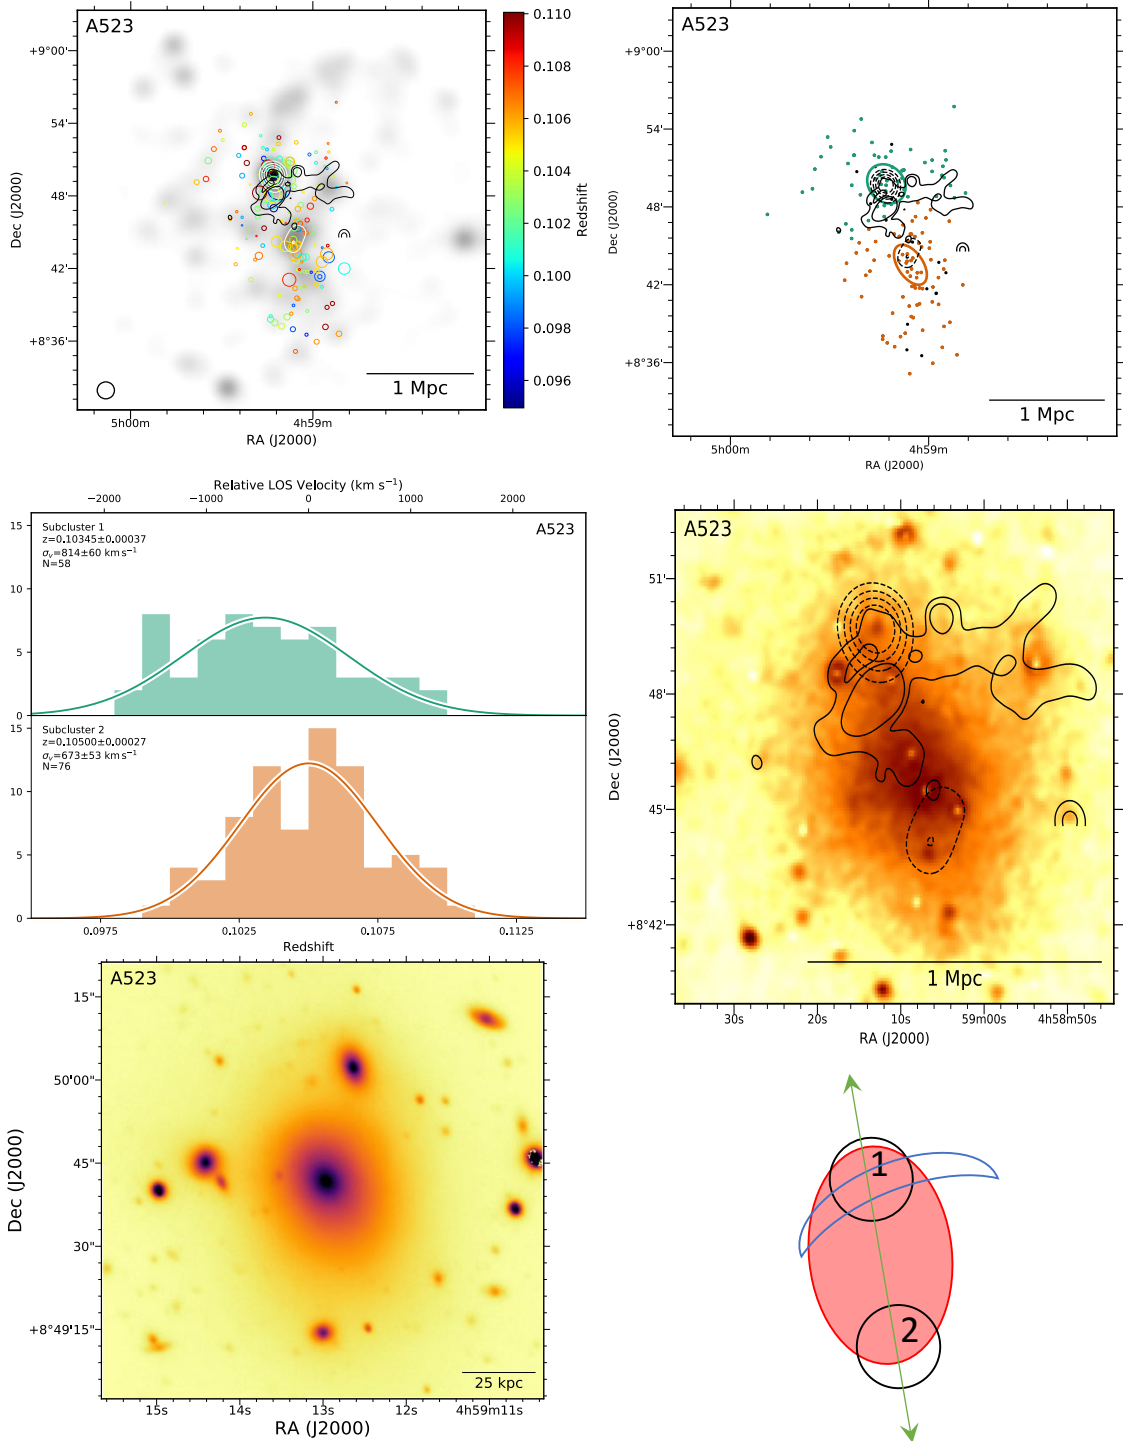 A523
+9°00'
54'
48'
42'
+8°36'
Dec (J2000)
5h00m
4h59m
RA (J2000)
1 Mpc
0.110
0.108
0.106
0.104
0.102
0.100
0.098
0.096
Redshift
A523
+9°00'
54'
48'
42'
+8°36'
Dec (J2000)
5h00m
4h59m
RA (J2000)
1 Mpc
Relative LOS Velocity (km s⁻¹)
−2000 −1000 0 1000 2000
A523
Subcluster 1
z=0.10345±0.00037
σᵥ=814±60 km s⁻¹
N=58
15
10
5
0
Subcluster 2
z=0.10500±0.00027
σᵥ=673±53 km s⁻¹
N=76
15
10
5
0
0.0975 0.1025 0.1075 0.1125
Redshift
A523
51'
48'
45'
+8°42'
Dec (J2000)
1 Mpc
30s 20s 10s 59m00s 4h58m50s
RA (J2000)
A523
15"
50'00"
45"
30"
+8°49'15"
Dec (J2000)
25 kpc
15s 14s 13s 12s 4h59m11s
RA (J2000)
1
2